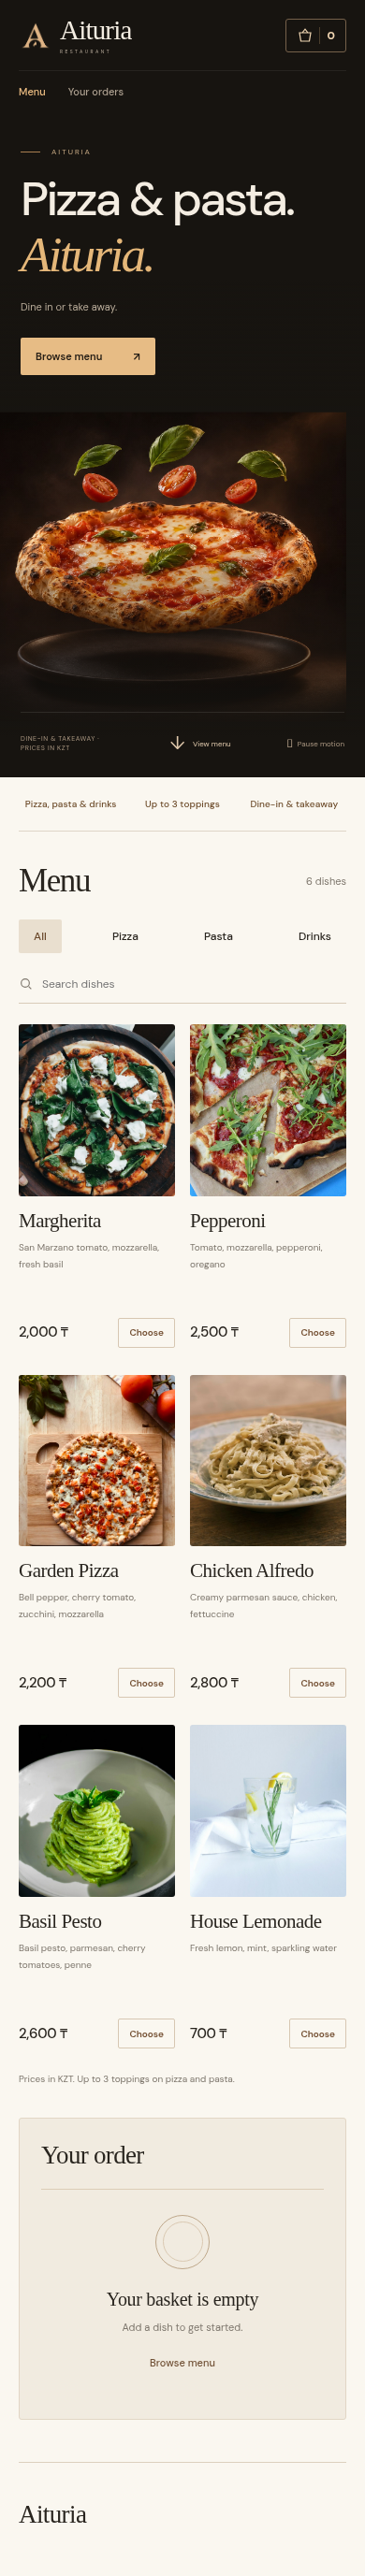 Aituria
RESTAURANT
0
Menu
Your orders
AITURIA
Pizza & pasta.
Aituria.
Dine in or take away.
Browse menu
DINE-IN & TAKEAWAY ·
PRICES IN KZT
View menu
Pause motion
Pizza, pasta & drinks
Up to 3 toppings
Dine-in & takeaway
Menu
6 dishes
All
Pizza
Pasta
Drinks
Search dishes
Margherita
San Marzano tomato, mozzarella,
fresh basil
2,000 ₸
Choose
Pepperoni
Tomato, mozzarella, pepperoni,
oregano
2,500 ₸
Choose
Garden Pizza
Bell pepper, cherry tomato,
zucchini, mozzarella
2,200 ₸
Choose
Chicken Alfredo
Creamy parmesan sauce, chicken,
fettuccine
2,800 ₸
Choose
Basil Pesto
Basil pesto, parmesan, cherry
tomatoes, penne
2,600 ₸
Choose
House Lemonade
Fresh lemon, mint, sparkling water
700 ₸
Choose
Prices in KZT. Up to 3 toppings on pizza and pasta.
Your order
Your basket is empty
Add a dish to get started.
Browse menu
Aituria